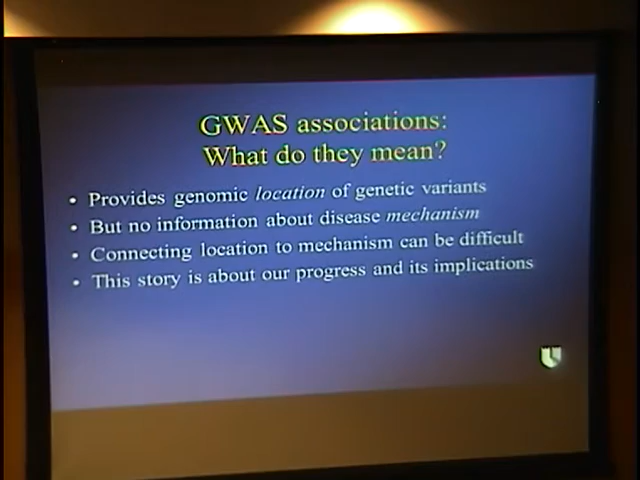 GWAS associations:
What do they mean?
• Provides genomic location of genetic variants
• But no information about disease mechanism
• Connecting location to mechanism can be difficult
• This story is about our progress and its implications